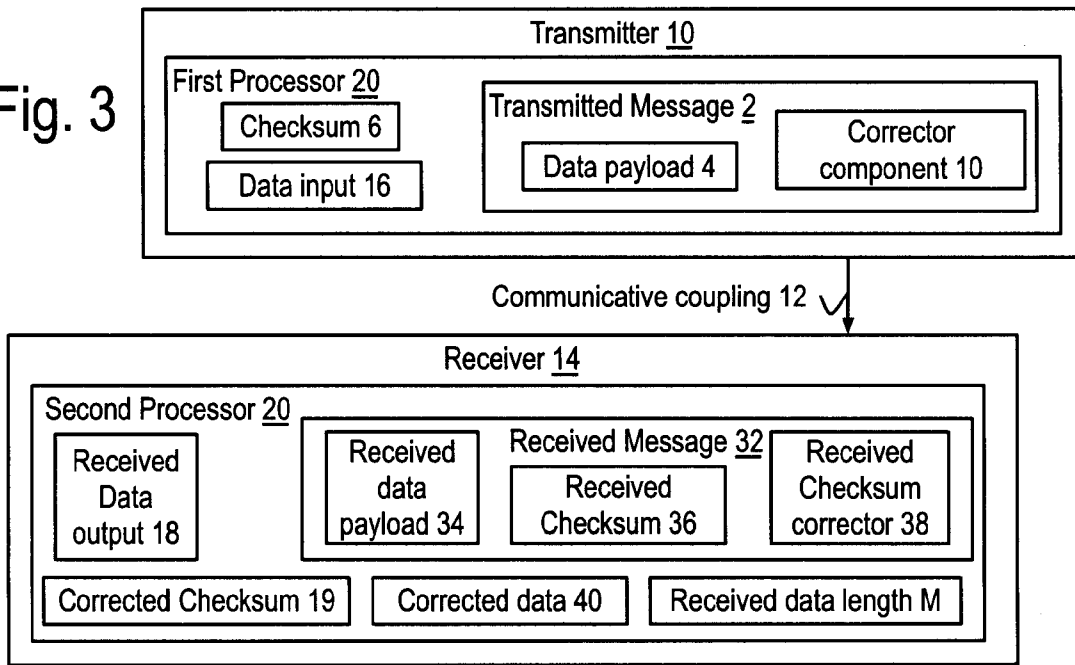 Fig. 3
Transmitter 10
First Processor 20
Checksum 6
Data input 16
Transmitted Message 2
Data payload 4
Corrector
component 10
Communicative coupling 12
Receiver 14
Second Processor 20
Received
Data
output 18
Received Message 32
Received
data
payload 34
Received
Checksum 36
Received
Checksum
corrector 38
Corrected Checksum 19
Corrected data 40
Received data length M